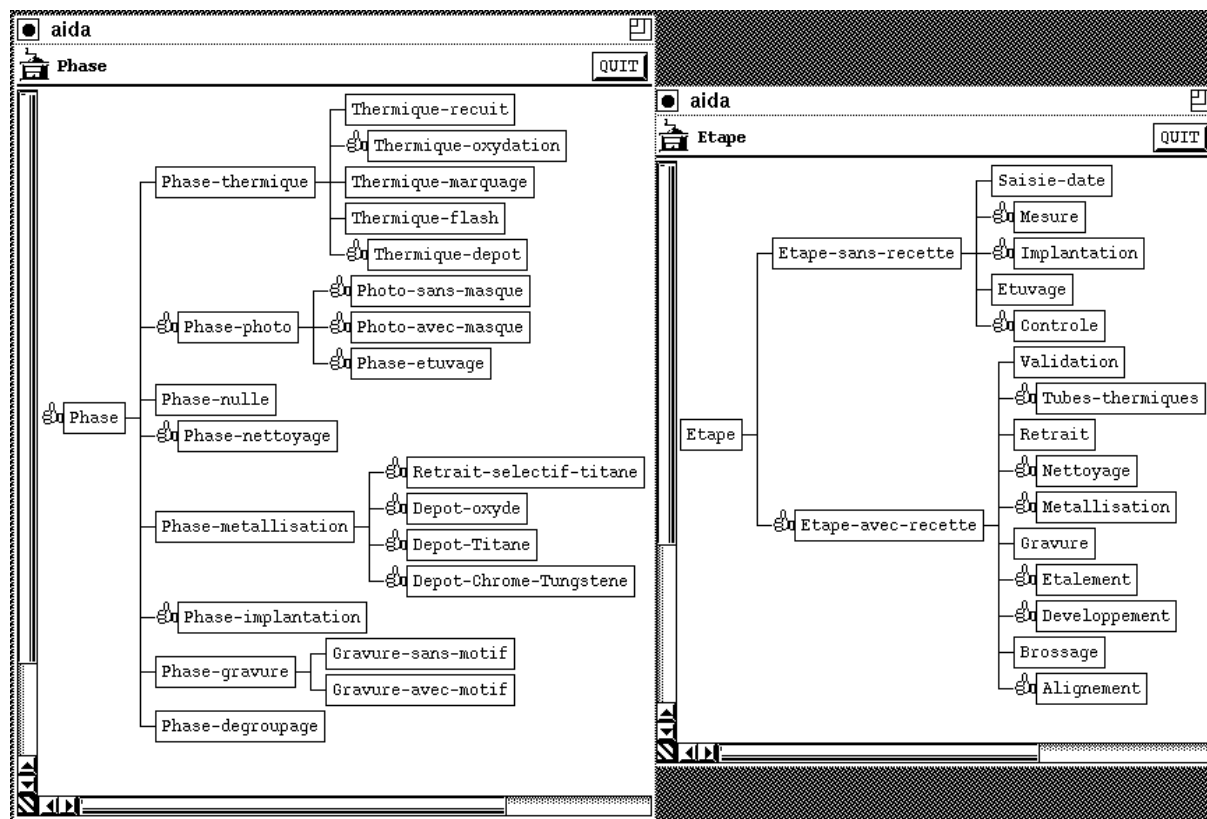 aida
Phase
QUIT
Thermique-recuit
Thermique-oxydation
Phase-thermique
Thermique-marquage
Thermique-flash
Thermique-depot
Photo-sans-masque
Phase-photo
Photo-avec-masque
Phase-etuvage
Phase-nulle
Phase
Phase-nettoyage
Retrait-selectif-titane
Depot-oxyde
Phase-metallisation
Depot-Titane
Depot-Chrome-Tungstene
Phase-implantation
Gravure-sans-motif
Phase-gravure
Gravure-avec-motif
Phase-degroupage
aida
Etape
QUIT
Saisie-date
Mesure
Etape-sans-recette
Implantation
Etuvage
Controle
Validation
Tubes-thermiques
Etape
Retrait
Nettoyage
Metallisation
Etape-avec-recette
Gravure
Etalement
Developpement
Brossage
Alignement